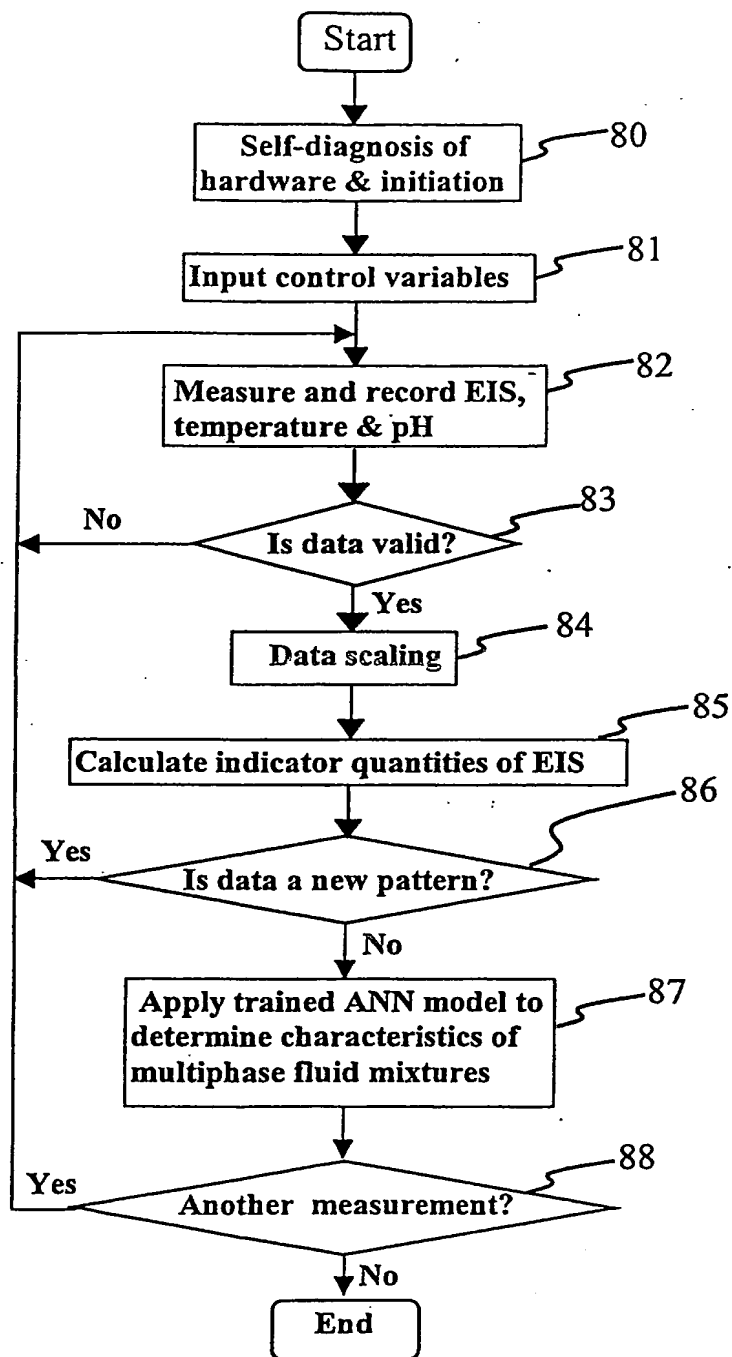 Start
Self-diagnosis of
hardware & initiation
80
Input control variables
81
Measure and record EIS,
temperature & pH
82
Is data valid?
83
No
Yes
Data scaling
84
Calculate indicator quantities of EIS
85
Is data a new pattern?
86
Yes
No
Apply trained ANN model to
determine characteristics of
multiphase fluid mixtures
87
Another measurement?
88
Yes
No
End